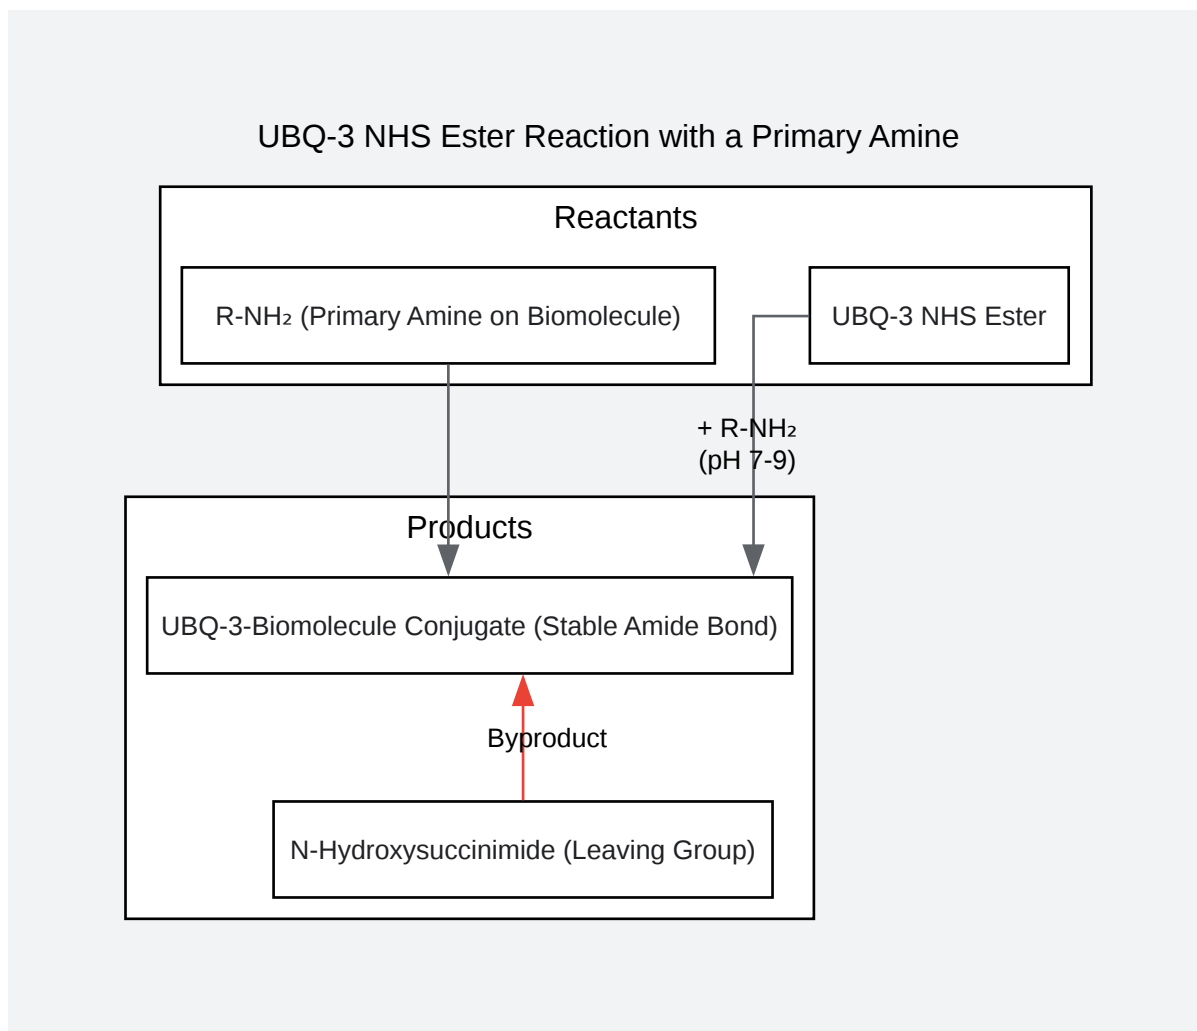 UBQ-3 NHS Ester Reaction with a Primary Amine
Reactants
R-NH₂ (Primary Amine on Biomolecule)
UBQ-3 NHS Ester
+ R-NH₂
(pH 7-9)
Products
UBQ-3-Biomolecule Conjugate (Stable Amide Bond)
Byproduct
N-Hydroxysuccinimide (Leaving Group)